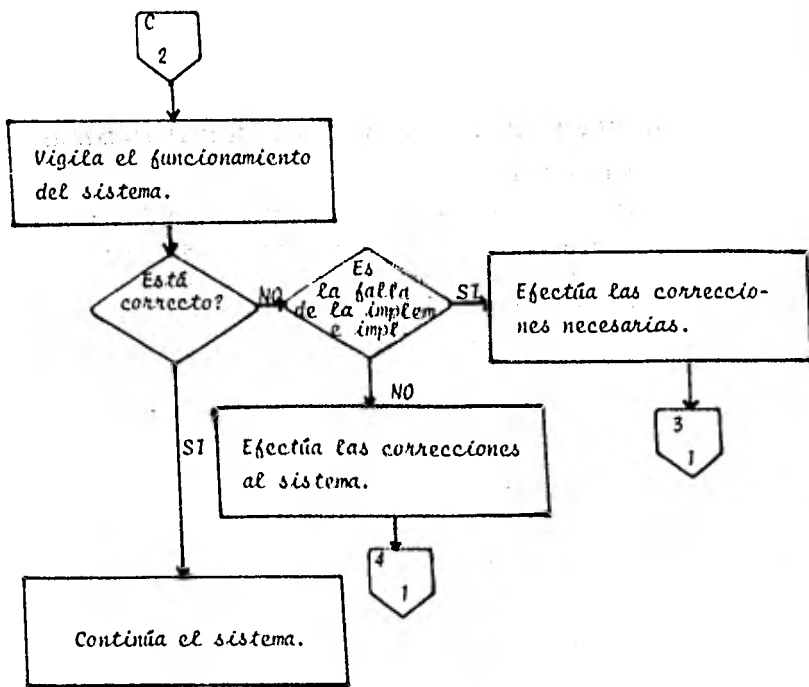 C
2
Vigila el funcionamiento
del sistema.
Está
correcto?
NO
Es
la falla
de la implem
e impl
SI
Efectúa las correccio-
nes necesarias.
3
1
NO
SI
Efectúa las correcciones
al sistema.
4
1
Continúa el sistema.